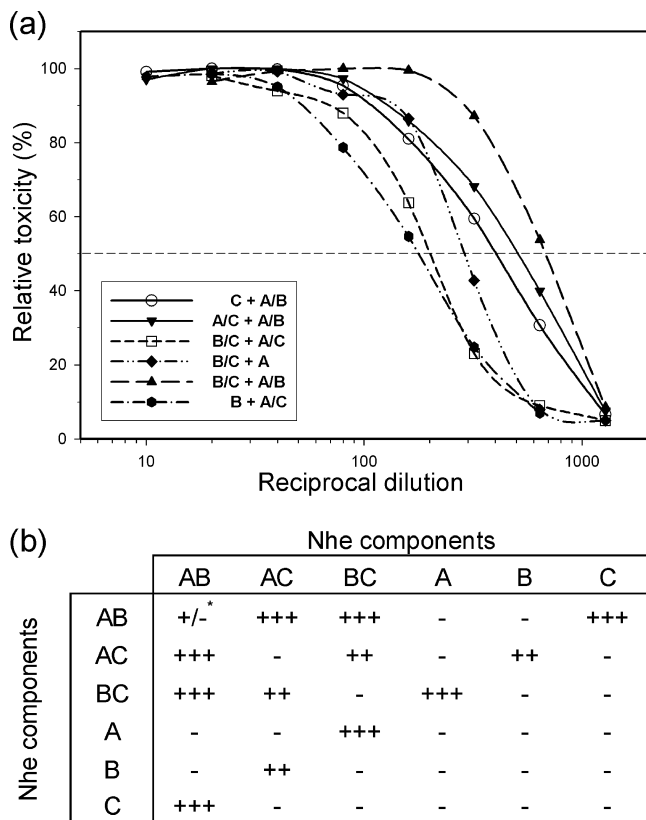 (a)
Relative toxicity (%)
100
80
60
40
20
0
C + A/B
A/C + A/B
B/C + A/C
B/C + A
B/C + A/B
B + A/C
10 100 1000
Reciprocal dilution
(b)
Nhe components
AB AC BC A B C
Nhe components
AB +/-* +++ +++ - - +++
AC +++ - ++ - ++ -
BC +++ ++ - +++ - -
A - - +++ - - -
B - ++ - - - -
C +++ - - - - -